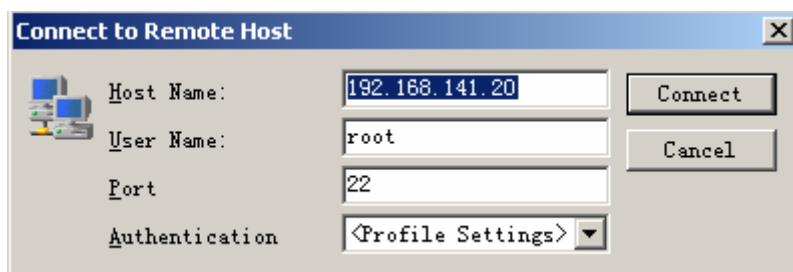 Connect to Remote Host
Host Name: 192.168.141.20 Connect
User Name: root Cancel
Port 22
Authentication <Profile Settings>